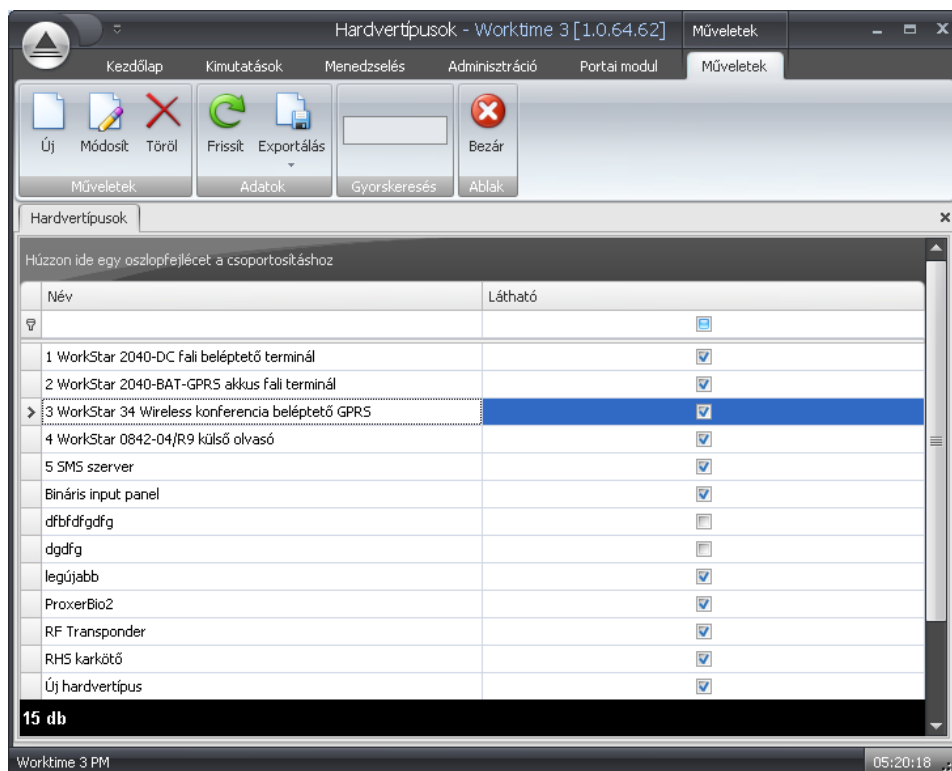 Hardvertípusok - Worktime 3 [1.0.64.62]
Műveletek
Kezdőlap
Kimutatások
Menedzselés
Adminisztráció
Portai modul
Műveletek
Új
Módosít
Töröl
Frissít
Exportálás
Bezár
Műveletek
Adatok
Gyorskeresés
Ablak
Hardvertípusok
Húzzon ide egy oszlopfejlécet a csoportosításhoz
Név
Látható
1 WorkStar 2040-DC fali beléptető terminál
2 WorkStar 2040-BAT-GPRS akkus fali terminál
3 WorkStar 34 Wireless konferencia beléptető GPRS
4 WorkStar 0842-04/R9 külső olvasó
5 SMS szerver
Bináris input panel
dfbfdfgdfg
dgdfg
legújabb
ProxerBio2
RF Transponder
RHS karkötő
Új hardvertípus
15 db
Worktime 3 PM
05:20:18